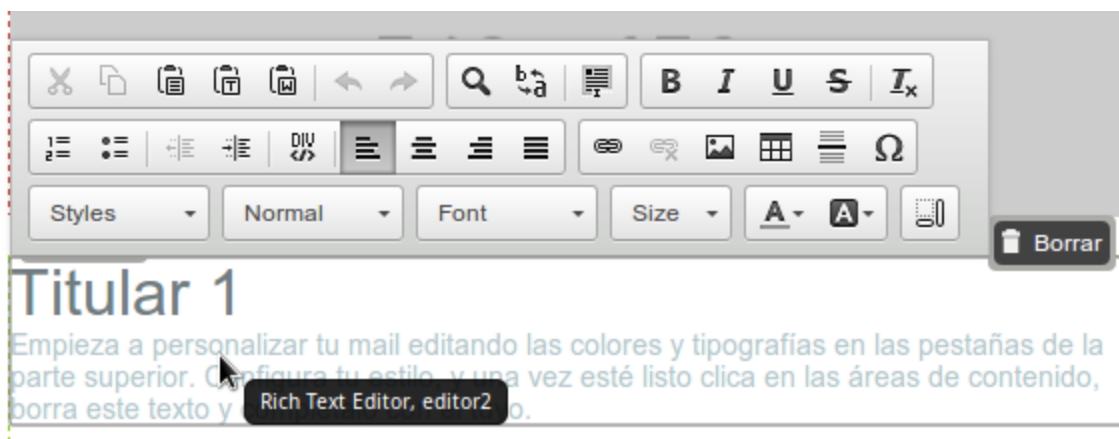 B I U S Tx
DIV
Ω
Styles Normal Font Size A A
Borrar
Titular 1
Empieza a personalizar tu mail editando las colores y tipografías en las pestañas de la
parte superior. Configura tu estilo, y una vez esté listo clica en las áreas de contenido,
borra este texto y
Rich Text Editor, editor2